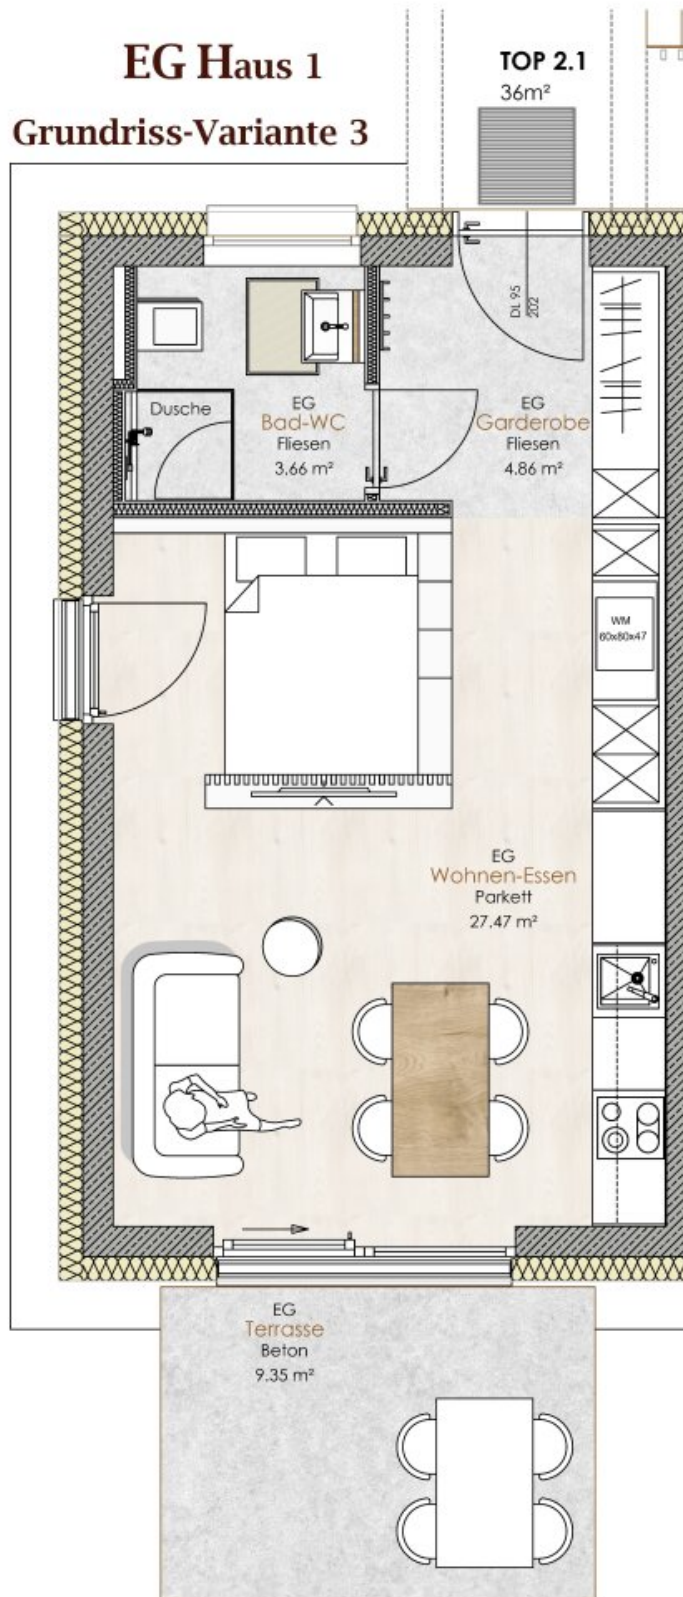 EG Haus 1
TOP 2.1
36m²
Grundriss-Variante 3
DL 95
202
Dusche
EG
Bad-WC
Fliesen
3.66 m²
EG
Garderobe
Fliesen
4.86 m²
WM
60x80x47
EG
Wohnen-Essen
Parkett
27.47 m²
EG
Terrasse
Beton
9.35 m²